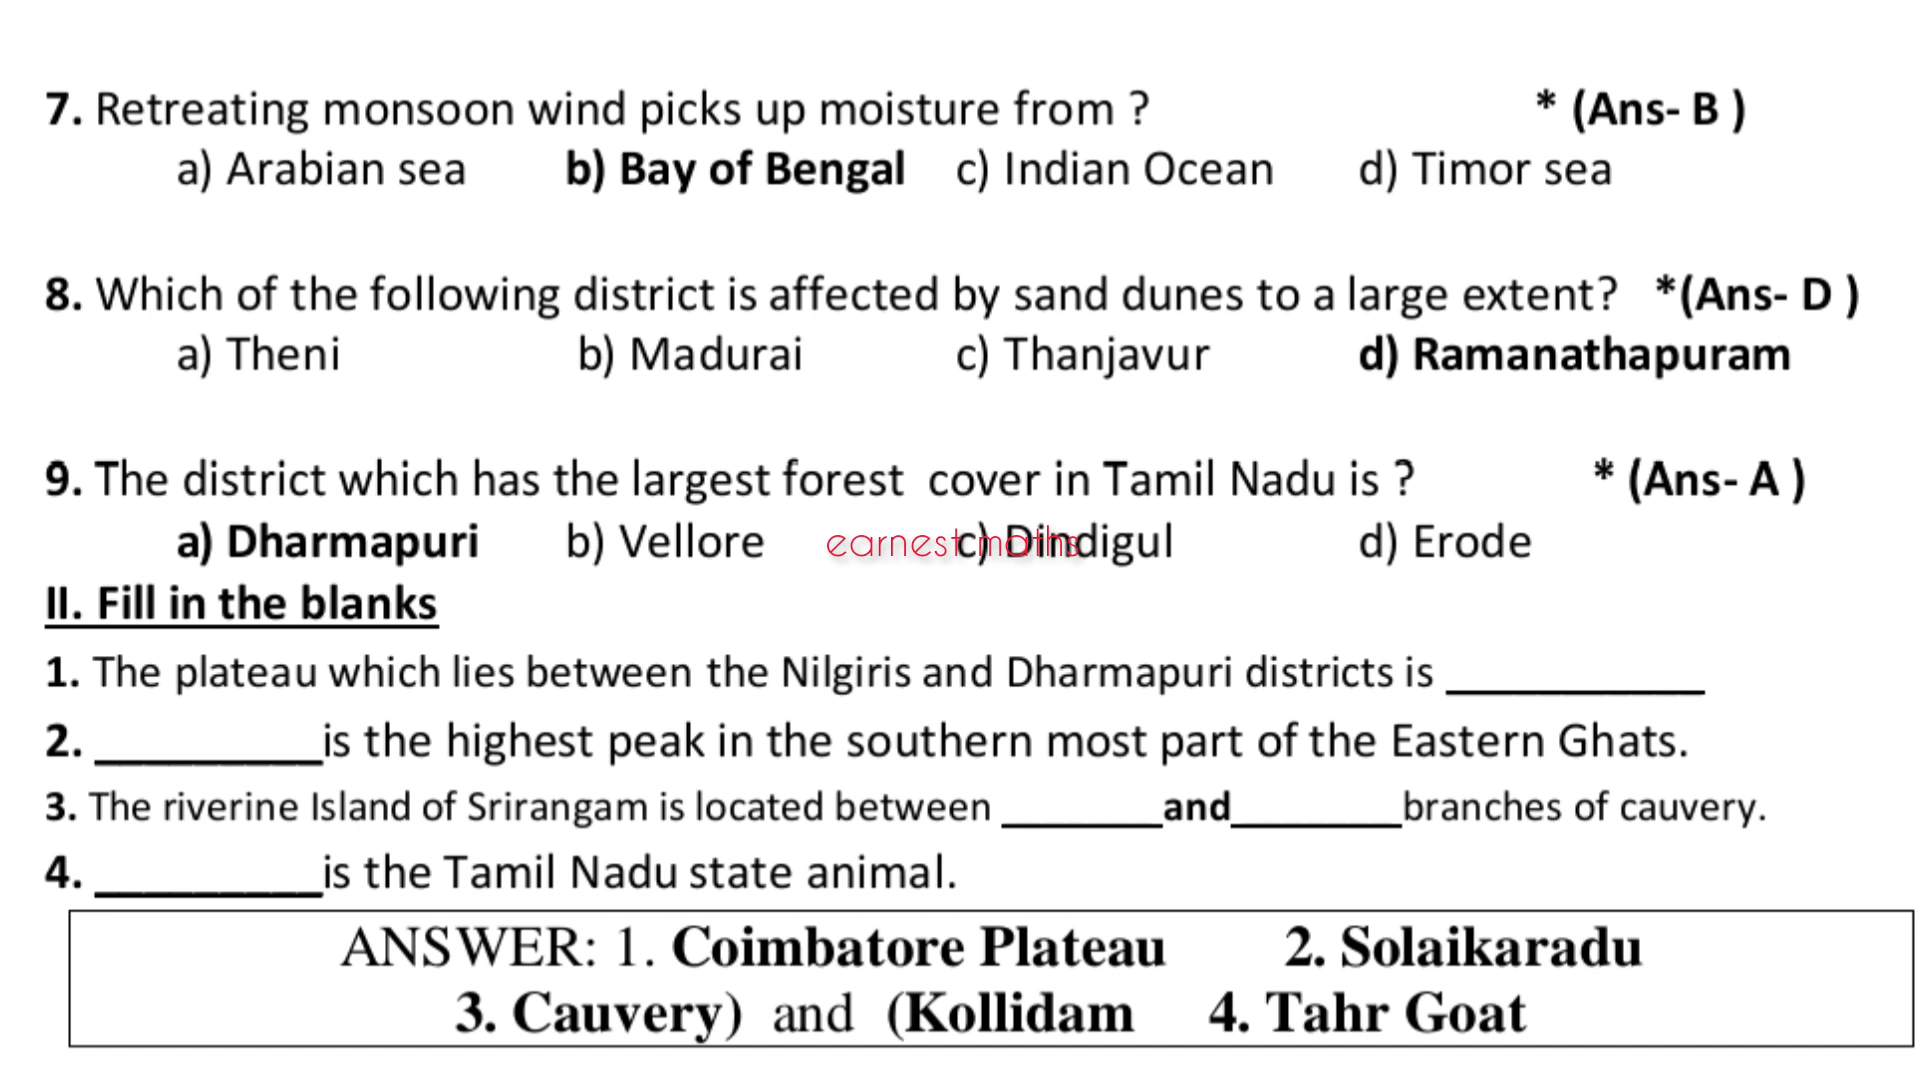 7. Retreating monsoon wind picks up moisture from ? * (Ans- B )
a) Arabian sea b) Bay of Bengal c) Indian Ocean d) Timor sea
8. Which of the following district is affected by sand dunes to a large extent? *(Ans- D )
a) Theni b) Madurai c) Thanjavur d) Ramanathapuram
9. The district which has the largest forest cover in Tamil Nadu is ? * (Ans- A )
a) Dharmapuri b) Vellore c) Dindigul d) Erode
earnest maths
II. Fill in the blanks
1. The plateau which lies between the Nilgiris and Dharmapuri districts is ___________
2. __________is the highest peak in the southern most part of the Eastern Ghats.
3. The riverine Island of Srirangam is located between _______and________branches of cauvery.
4. __________is the Tamil Nadu state animal.
ANSWER: 1. Coimbatore Plateau 2. Solaikaradu
3. Cauvery) and (Kollidam 4. Tahr Goat